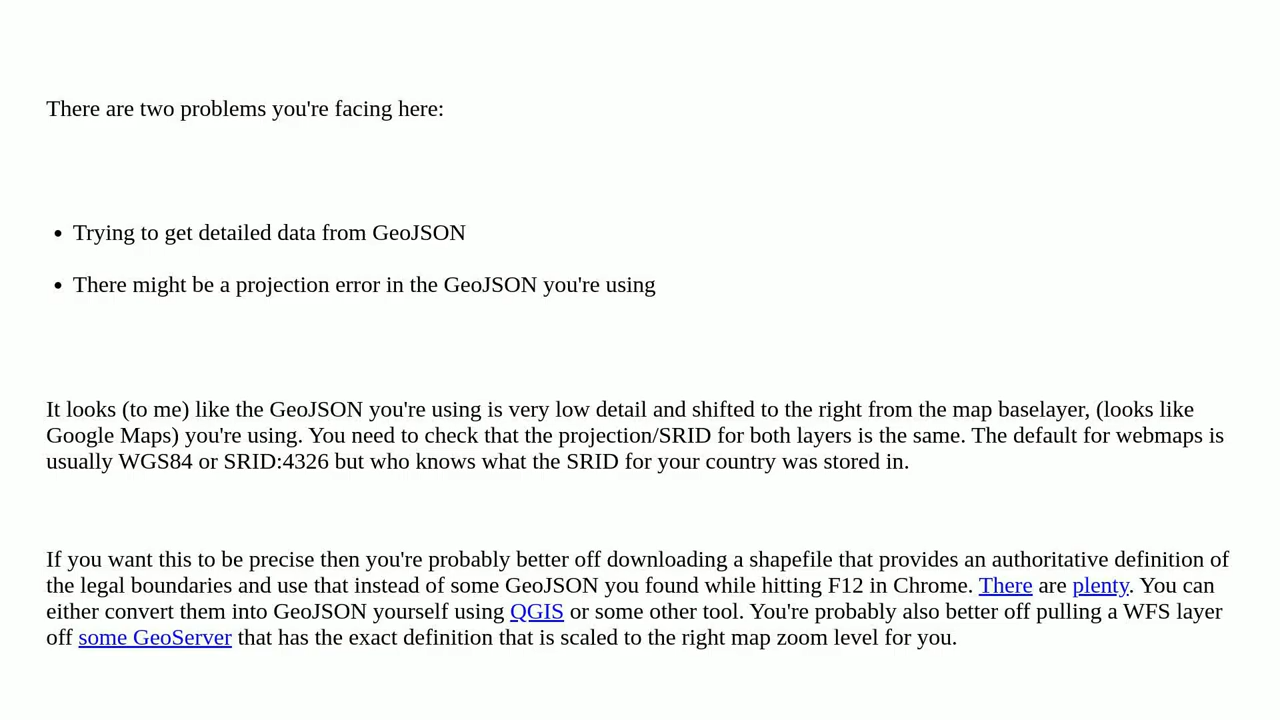 There are two problems you're facing here:
• Trying to get detailed data from GeoJSON
• There might be a projection error in the GeoJSON you're using
It looks (to me) like the GeoJSON you're using is very low detail and shifted to the right from the map baselayer, (looks like
Google Maps) you're using. You need to check that the projection/SRID for both layers is the same. The default for webmaps is
usually WGS84 or SRID:4326 but who knows what the SRID for your country was stored in.
If you want this to be precise then you're probably better off downloading a shapefile that provides an authoritative definition of
the legal boundaries and use that instead of some GeoJSON you found while hitting F12 in Chrome. There are plenty. You can
either convert them into GeoJSON yourself using QGIS or some other tool. You're probably also better off pulling a WFS layer
off some GeoServer that has the exact definition that is scaled to the right map zoom level for you.